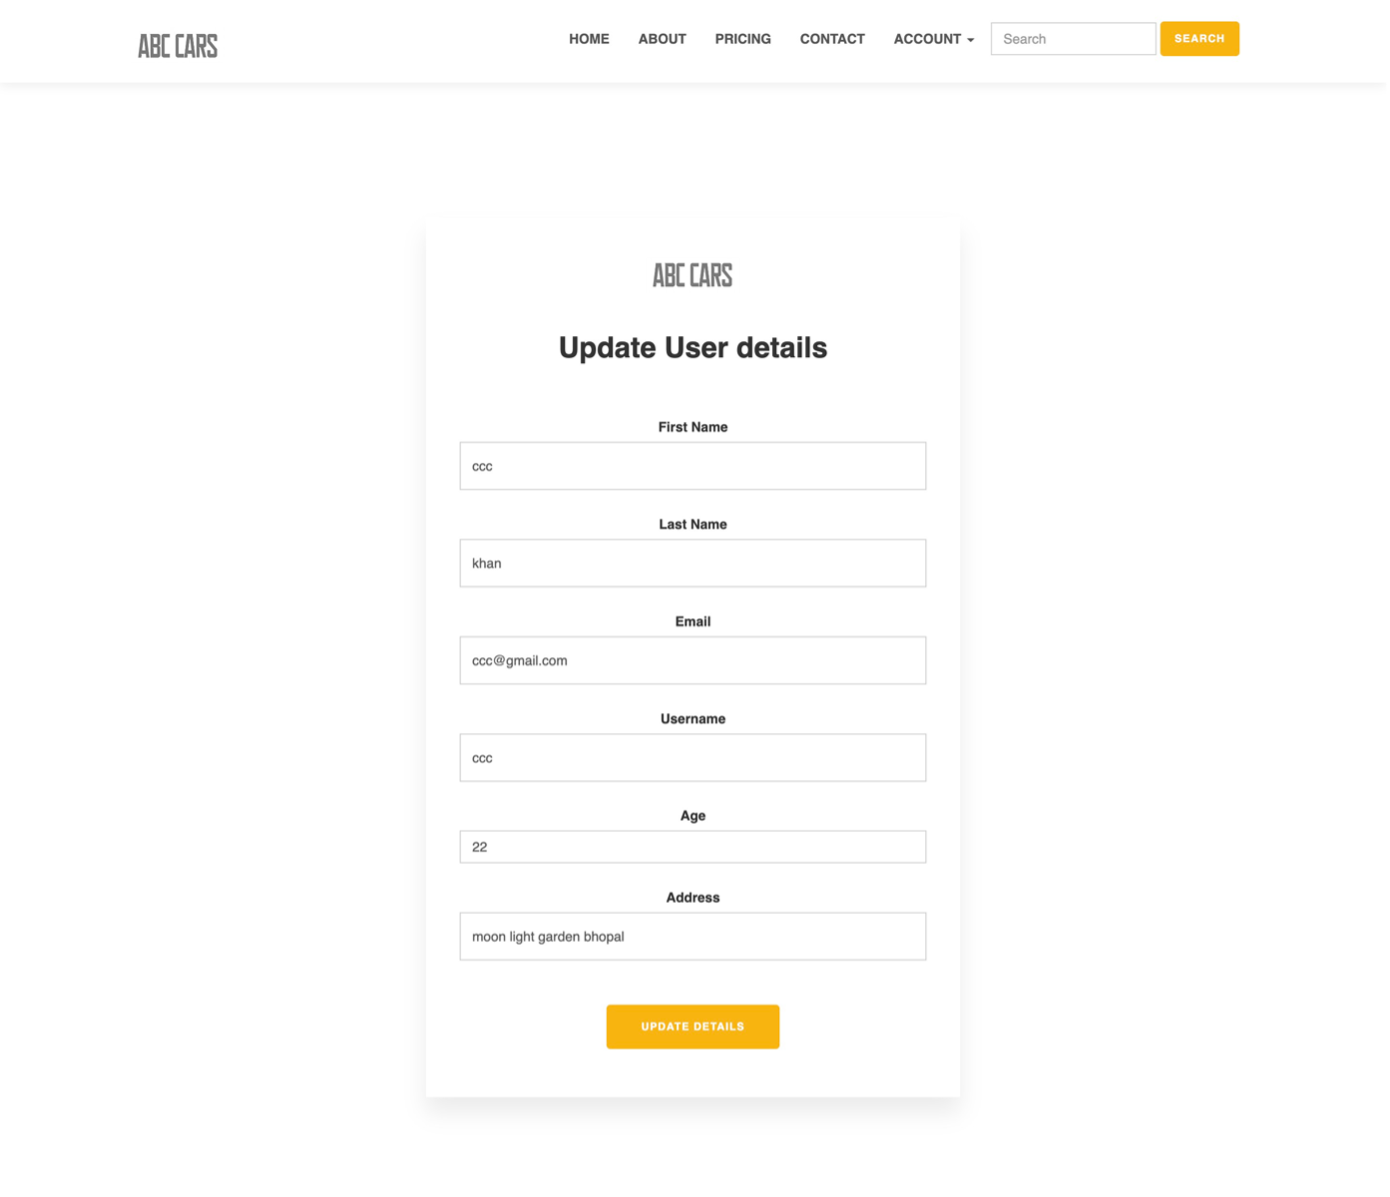 ABC CARS
HOME ABOUT PRICING CONTACT ACCOUNT Search SEARCH
ABC CARS
Update User details
First Name
ccc
Last Name
khan
Email
ccc@gmail.com
Username
ccc
Age
22
Address
moon light garden bhopal
UPDATE DETAILS